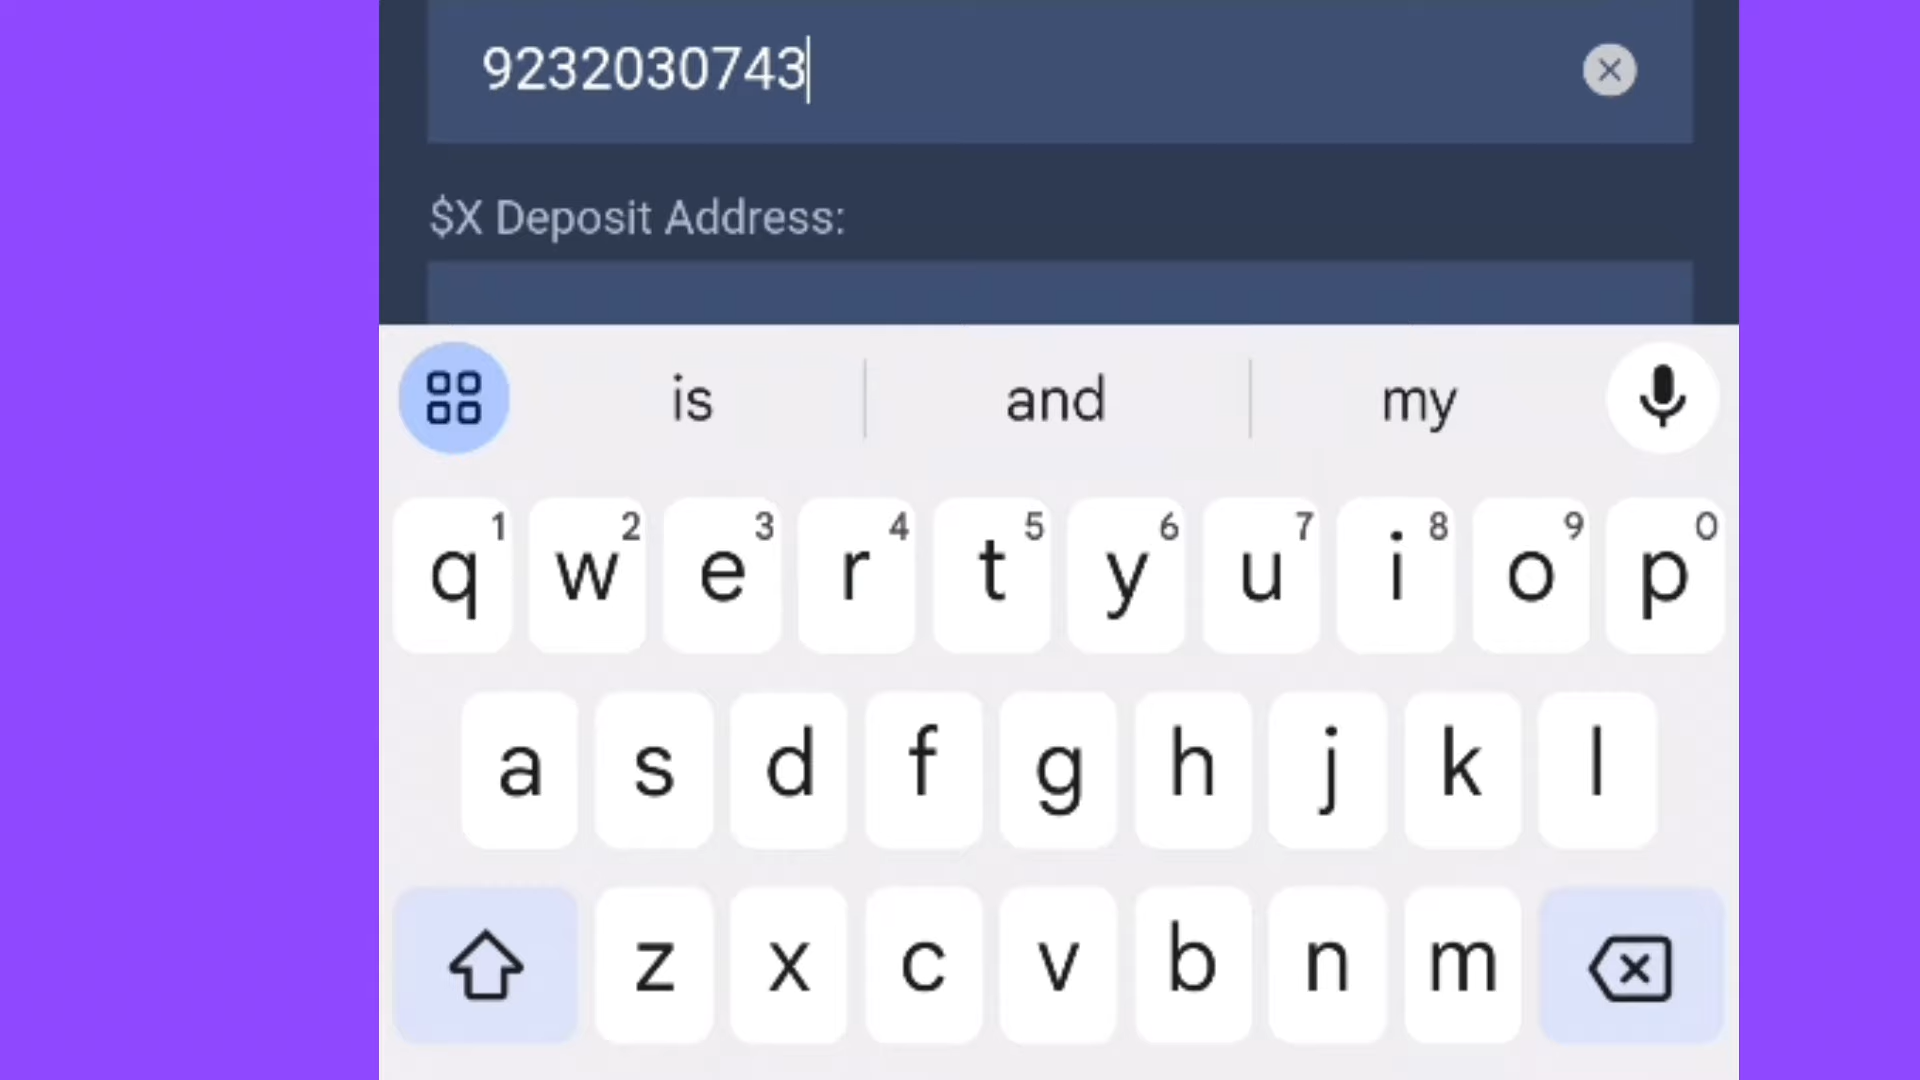 9232030743
$X Deposit Address:
is and my
1 2 3 4 5 6 7 8 9 0
q w e r t y u i o p
a s d f g h j k l
z x c v b n m